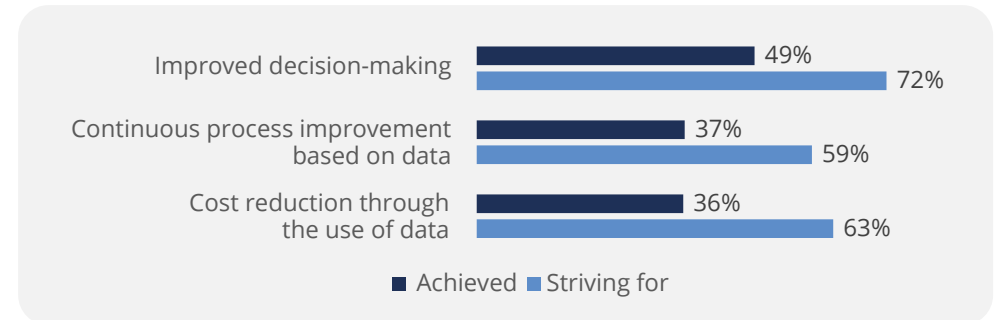 Improved decision-making
49%
72%
Continuous process improvement
based on data
37%
59%
Cost reduction through
the use of data
36%
63%
Achieved Striving for